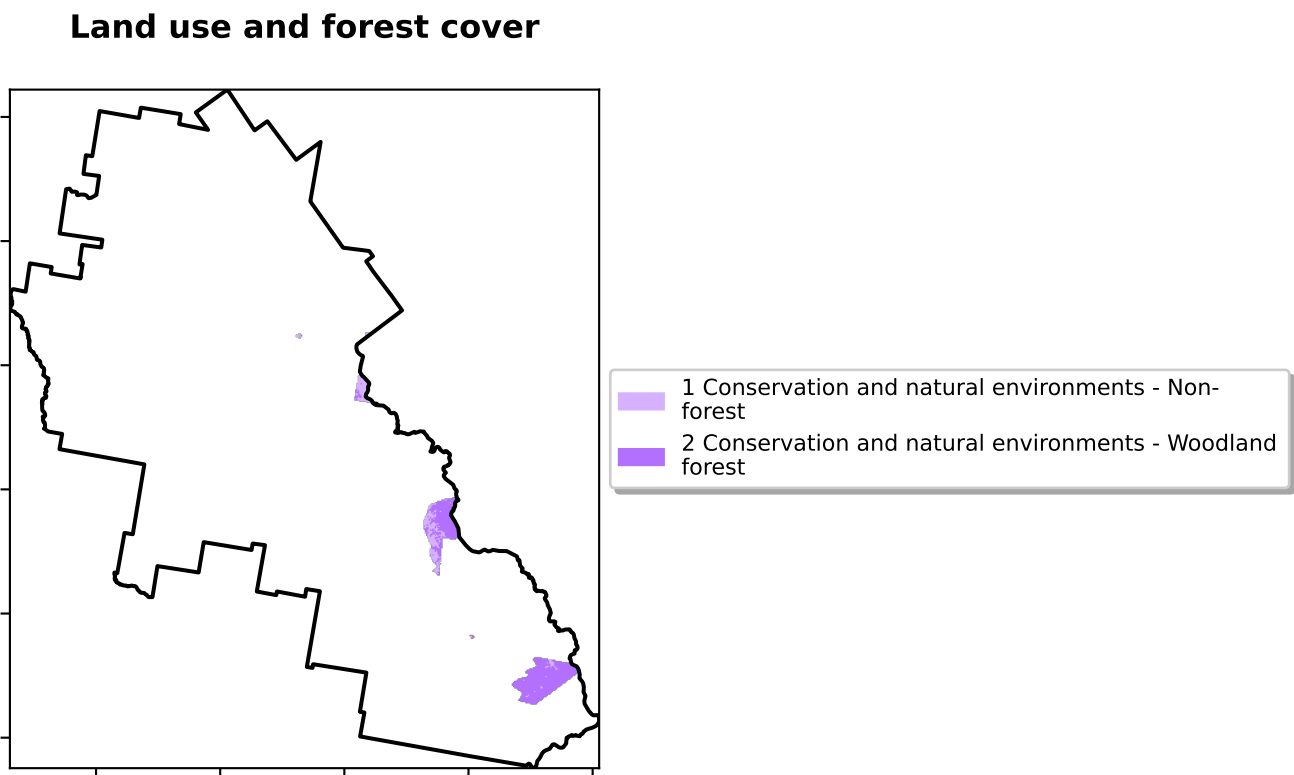 Land use and forest cover
1 Conservation and natural environments - Non-
forest
2 Conservation and natural environments - Woodland
forest